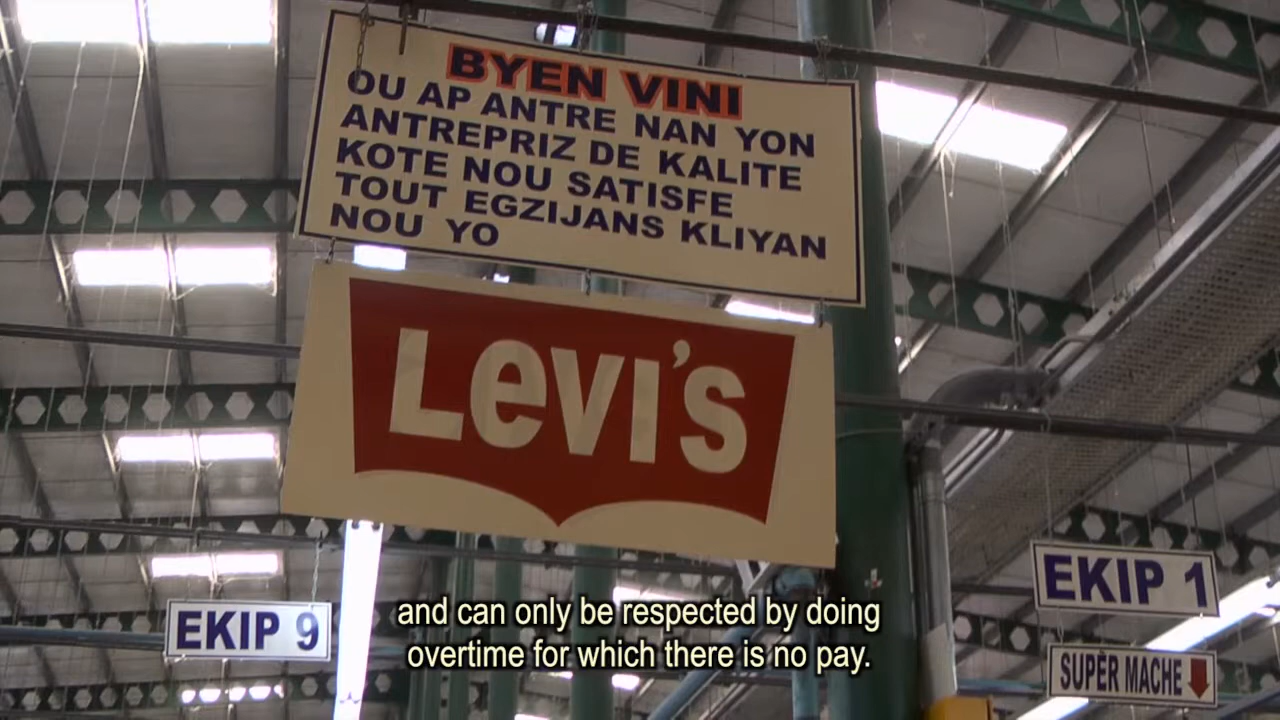 BYEN VINI
OU AP ANTRE NAN YON
ANTREPRIZ DE KALITE
KOTE NOU SATISFE
TOUT EGZIJANS KLIYAN
NOU YO
LEVI'S
EKIP 9
EKIP 1
SUPÈR MACHE
and can only be respected by doing
overtime for which there is no pay.